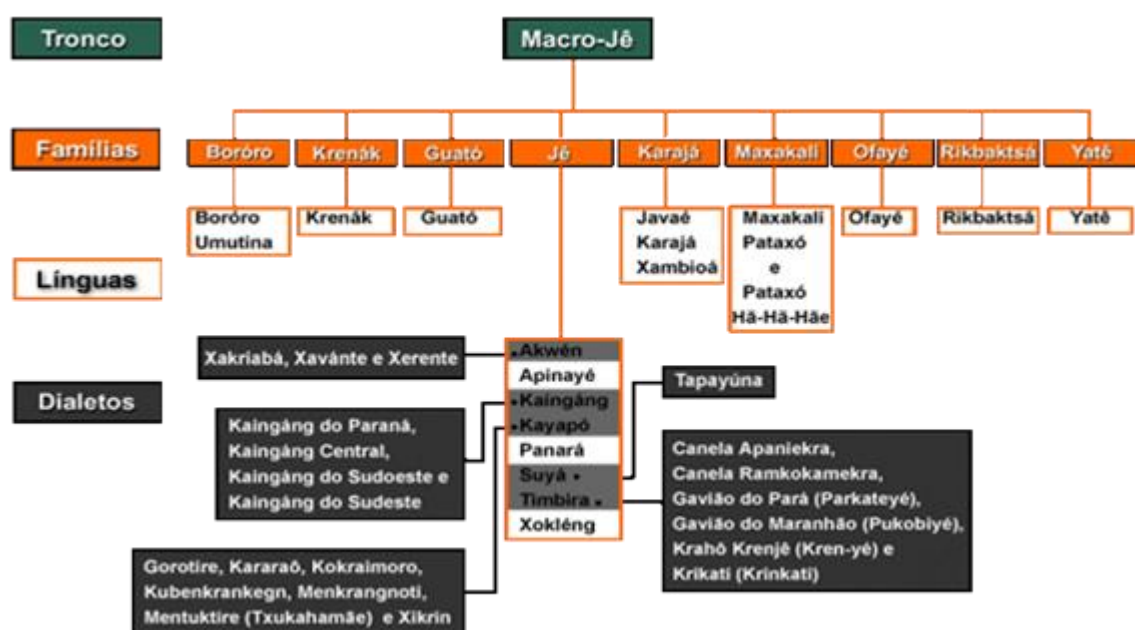 Tronco
Macro-Jê
Famílias
Boróro
Krenák
Guató
Jê
Karajá
Maxakali
Ofayé
Rikbaktsá
Yatê
Boróro
Umutina
Krenák
Guató
Javaé
Karajá
Xambioá
Maxakali
Pataxó
e
Pataxó
Hã-Hã-Hãe
Ofayé
Rikbaktsá
Yatê
Línguas
Xakriabá, Xavánte e Xerente
Akwén
Apinayé
Kaingáng
Kayapó
Panará
Suyá
Timbira
Xokléng
Tapayúna
Dialetos
Kaingáng do Paraná,
Kaingáng Central,
Kaingáng do Sudoeste e
Kaingáng do Sudeste
Canela Apaniekra,
Canela Ramkokamekra,
Gavião do Pará (Parkateyé),
Gavião do Maranhão (Pukobiyé),
Krahô Krenjê (Kren-yé) e
Krikati (Krinkati)
Gorotire, Kararaô, Kokraimoro,
Kubenkrankegn, Menkrangnoti,
Mentuktire (Txukahamãe) e Xikrin